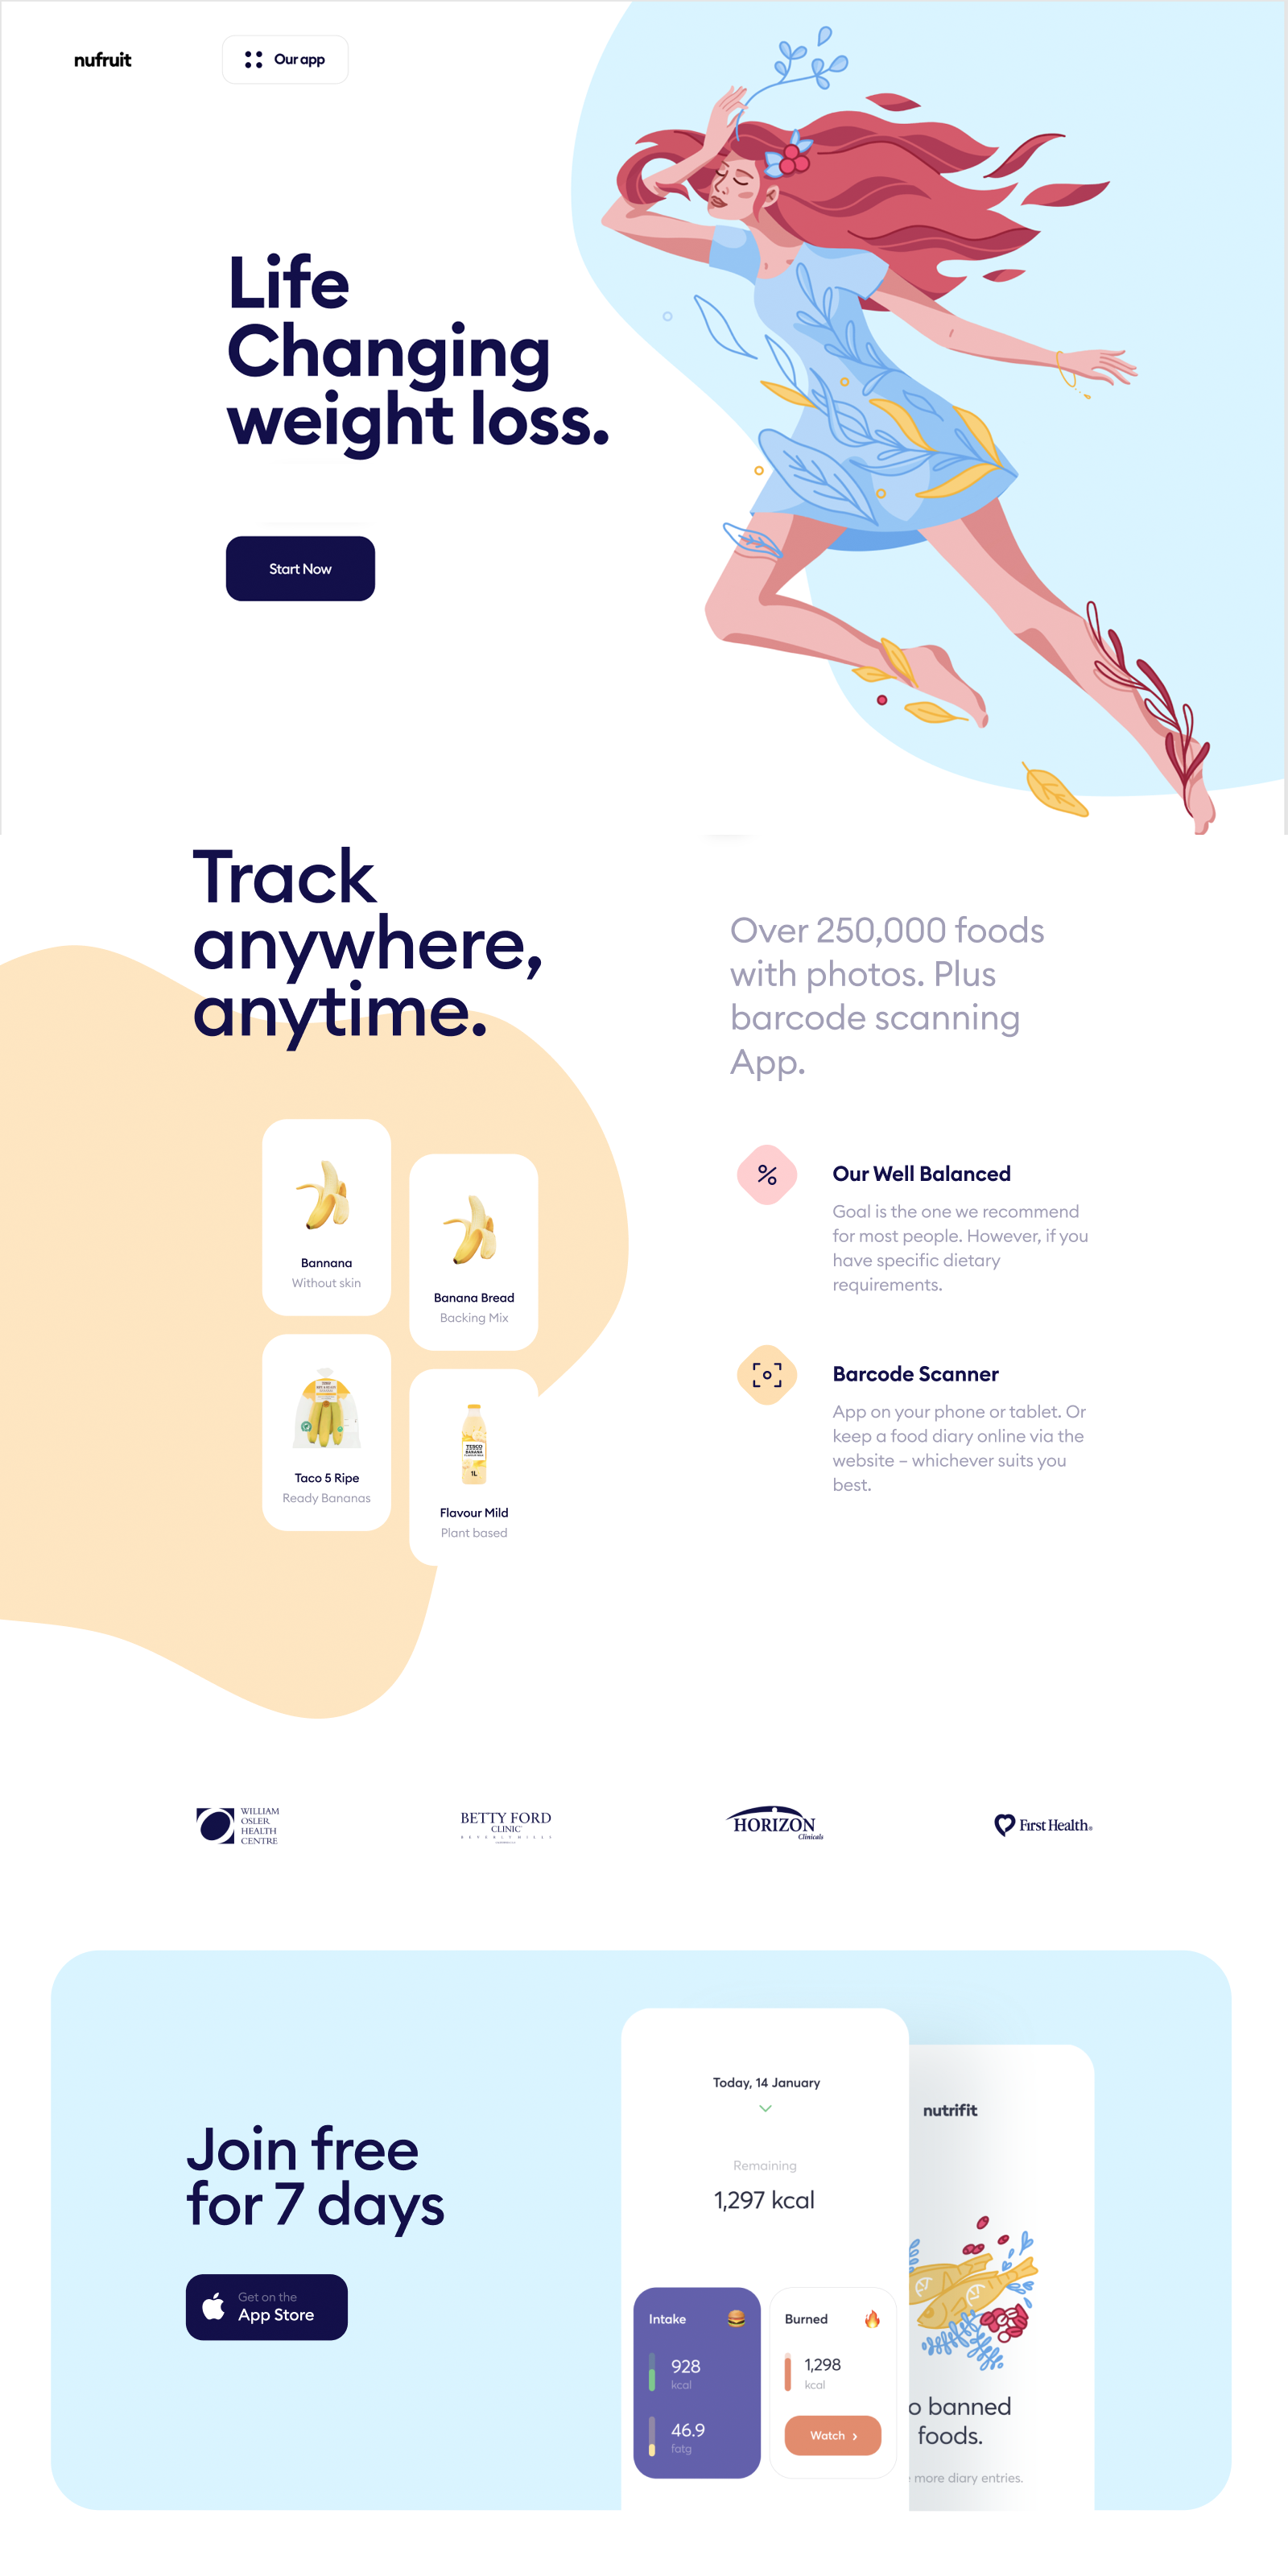 nufruit
Our app
Life
Changing
weight loss.
Start Now
Track
anywhere,
anytime.
Over 250,000 foods
with photos. Plus
barcode scanning
App.
Bannana
Without skin
Banana Bread
Backing Mix
Taco 5 Ripe
Ready Bananas
TESCO
BANANA
1L
Flavour Mild
Plant based
Our Well Balanced
Goal is the one we recommend
for most people. However, if you
have specific dietary
requirements.
Barcode Scanner
App on your phone or tablet. Or
keep a food diary online via the
website – whichever suits you
best.
WILLIAM
OSLER
HEALTH
CENTRE
BETTY FORD
CLINIC
BEVERLY HILLS
HORIZON
Clinicals
First Health®
Join free
for 7 days
Get on the
App Store
Today, 14 January
Remaining
1,297 kcal
Intake
928
kcal
46.9
fatg
Burned
1,298
kcal
Watch
nutrifit
o banned
foods.
more diary entries.